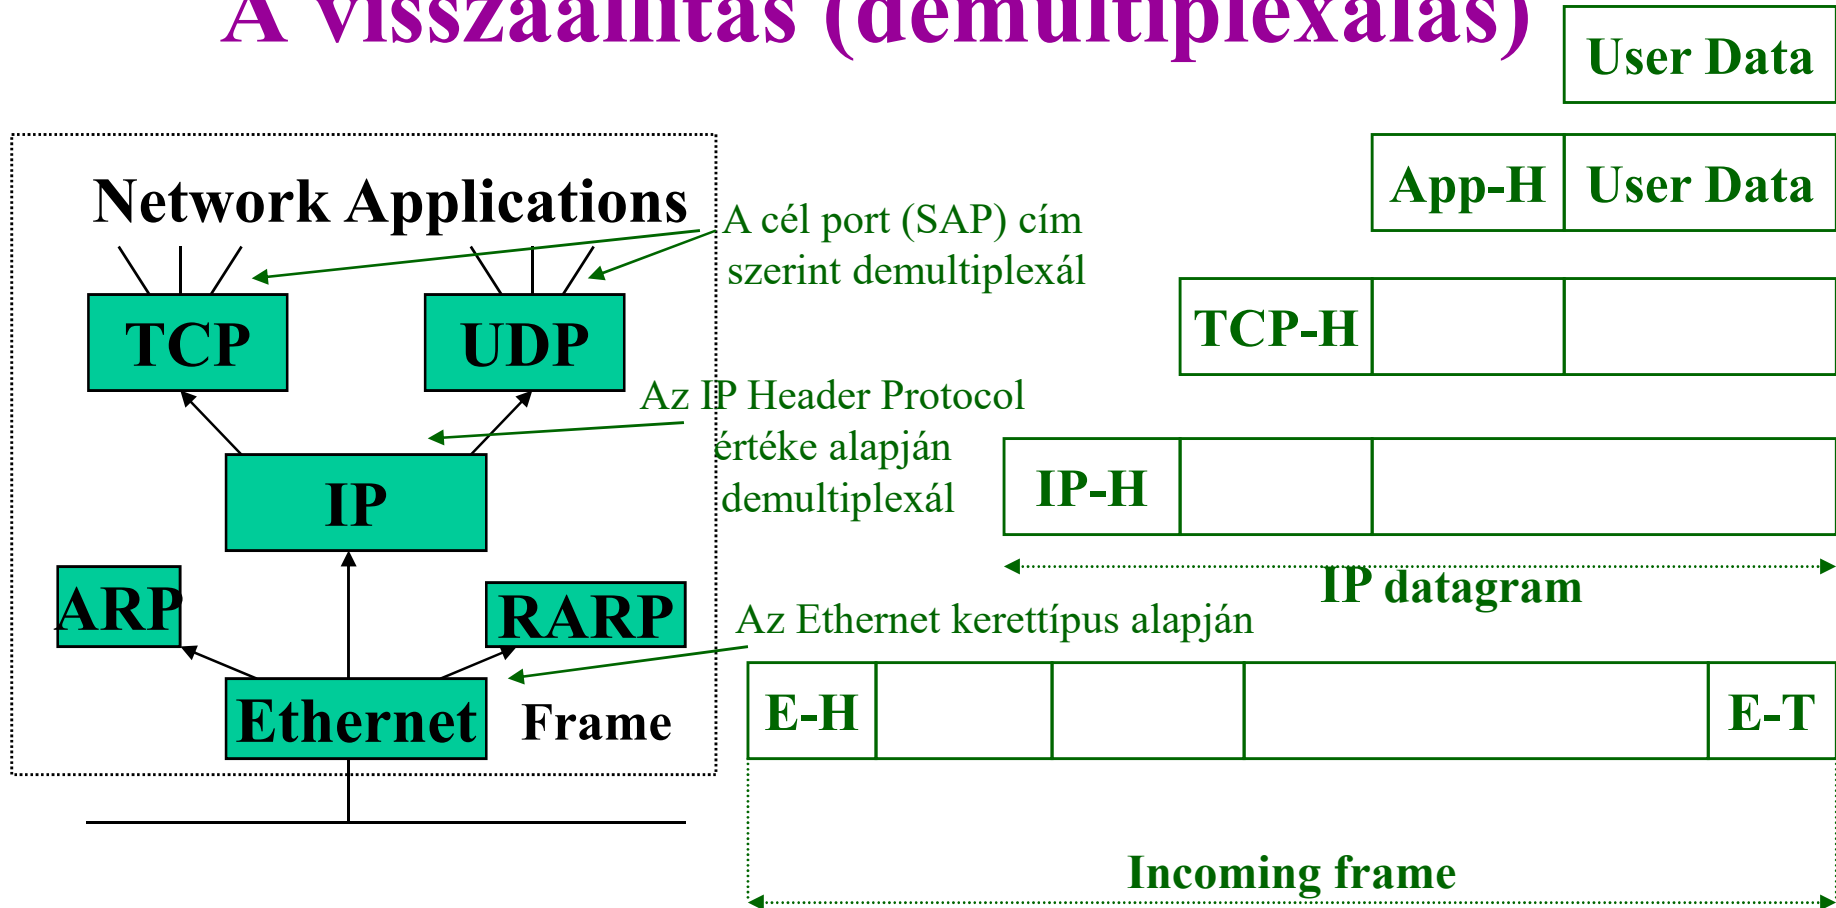 A visszaállítás (demultiplexálás)
User Data
App-H User Data
Network Applications
A cél port (SAP) cím
szerint demultiplexál
TCP UDP
TCP-H
Az IP Header Protocol
értéke alapján
demultiplexál
IP
IP-H
IP datagram
ARP
RARP
Az Ethernet kerettípus alapján
Ethernet
Frame
E-H
E-T
Incoming frame